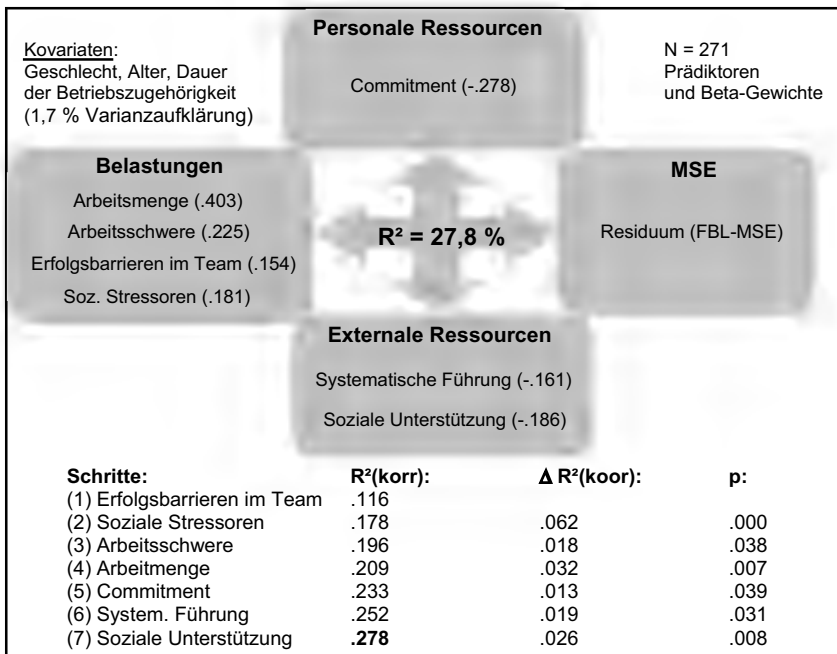 Kovariaten:
Geschlecht, Alter, Dauer
der Betriebszugehörigkeit
(1,7 % Varianzaufklärung)
Personale Ressourcen
Commitment (-.278)
N = 271
Prädiktoren
und Beta-Gewichte
Belastungen
Arbeitsmenge (.403)
Arbeitsschwere (.225)
Erfolgsbarrieren im Team (.154)
Soz. Stressoren (.181)
R² = 27,8 %
MSE
Residuum (FBL-MSE)
Externale Ressourcen
Systematische Führung (-.161)
Soziale Unterstützung (-.186)
Schritte: R²(korr): Δ R²(koor): p:
(1) Erfolgsbarrieren im Team .116
(2) Soziale Stressoren .178 .062 .000
(3) Arbeitsschwere .196 .018 .038
(4) Arbeitmenge .209 .032 .007
(5) Commitment .233 .013 .039
(6) System. Führung .252 .019 .031
(7) Soziale Unterstützung .278 .026 .008